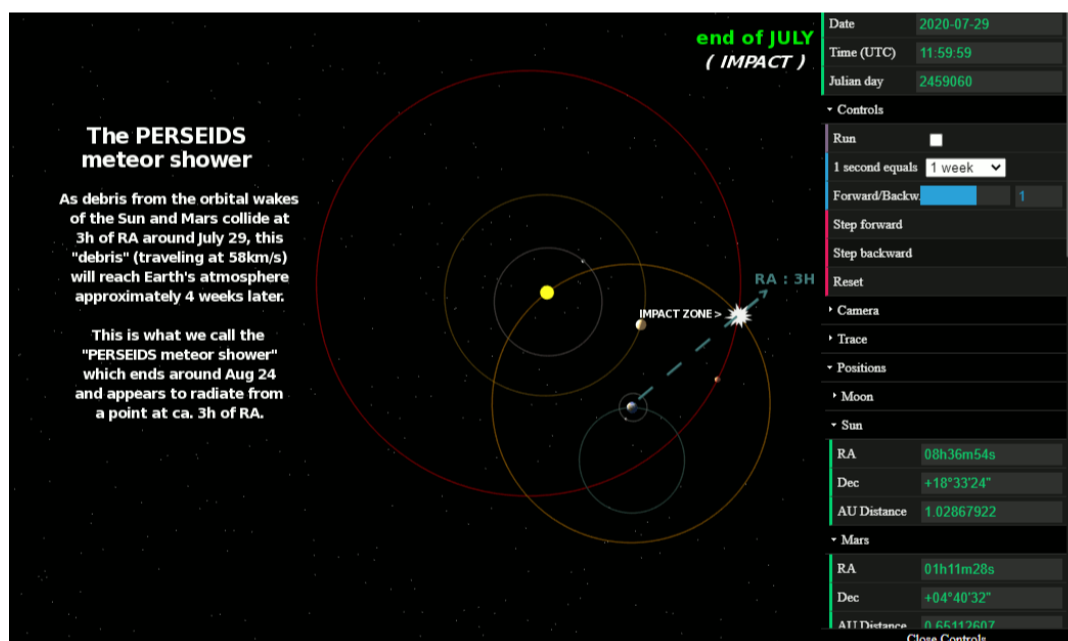 end of JULY
( IMPACT )
The PERSEIDS
meteor shower
As debris from the orbital wakes
of the Sun and Mars collide at
3h of RA around July 29, this
"debris" (traveling at 58km/s)
will reach Earth's atmosphere
approximately 4 weeks later.
This is what we call the
"PERSEIDS meteor shower"
which ends around Aug 24
and appears to radiate from
a point at ca. 3h of RA.
RA : 3H
IMPACT ZONE >
Date 2020-07-29
Time (UTC) 11:59:59
Julian day 2459060
Controls
Run
1 second equals 1 week
Forward/Backw. 1
Step forward
Step backward
Reset
Camera
Trace
Positions
Moon
Sun
RA 08h36m54s
Dec +18°33'24"
AU Distance 1.02867922
Mars
RA 01h11m28s
Dec +04°40'32"
AU Distance 0.65112607
Close Controls